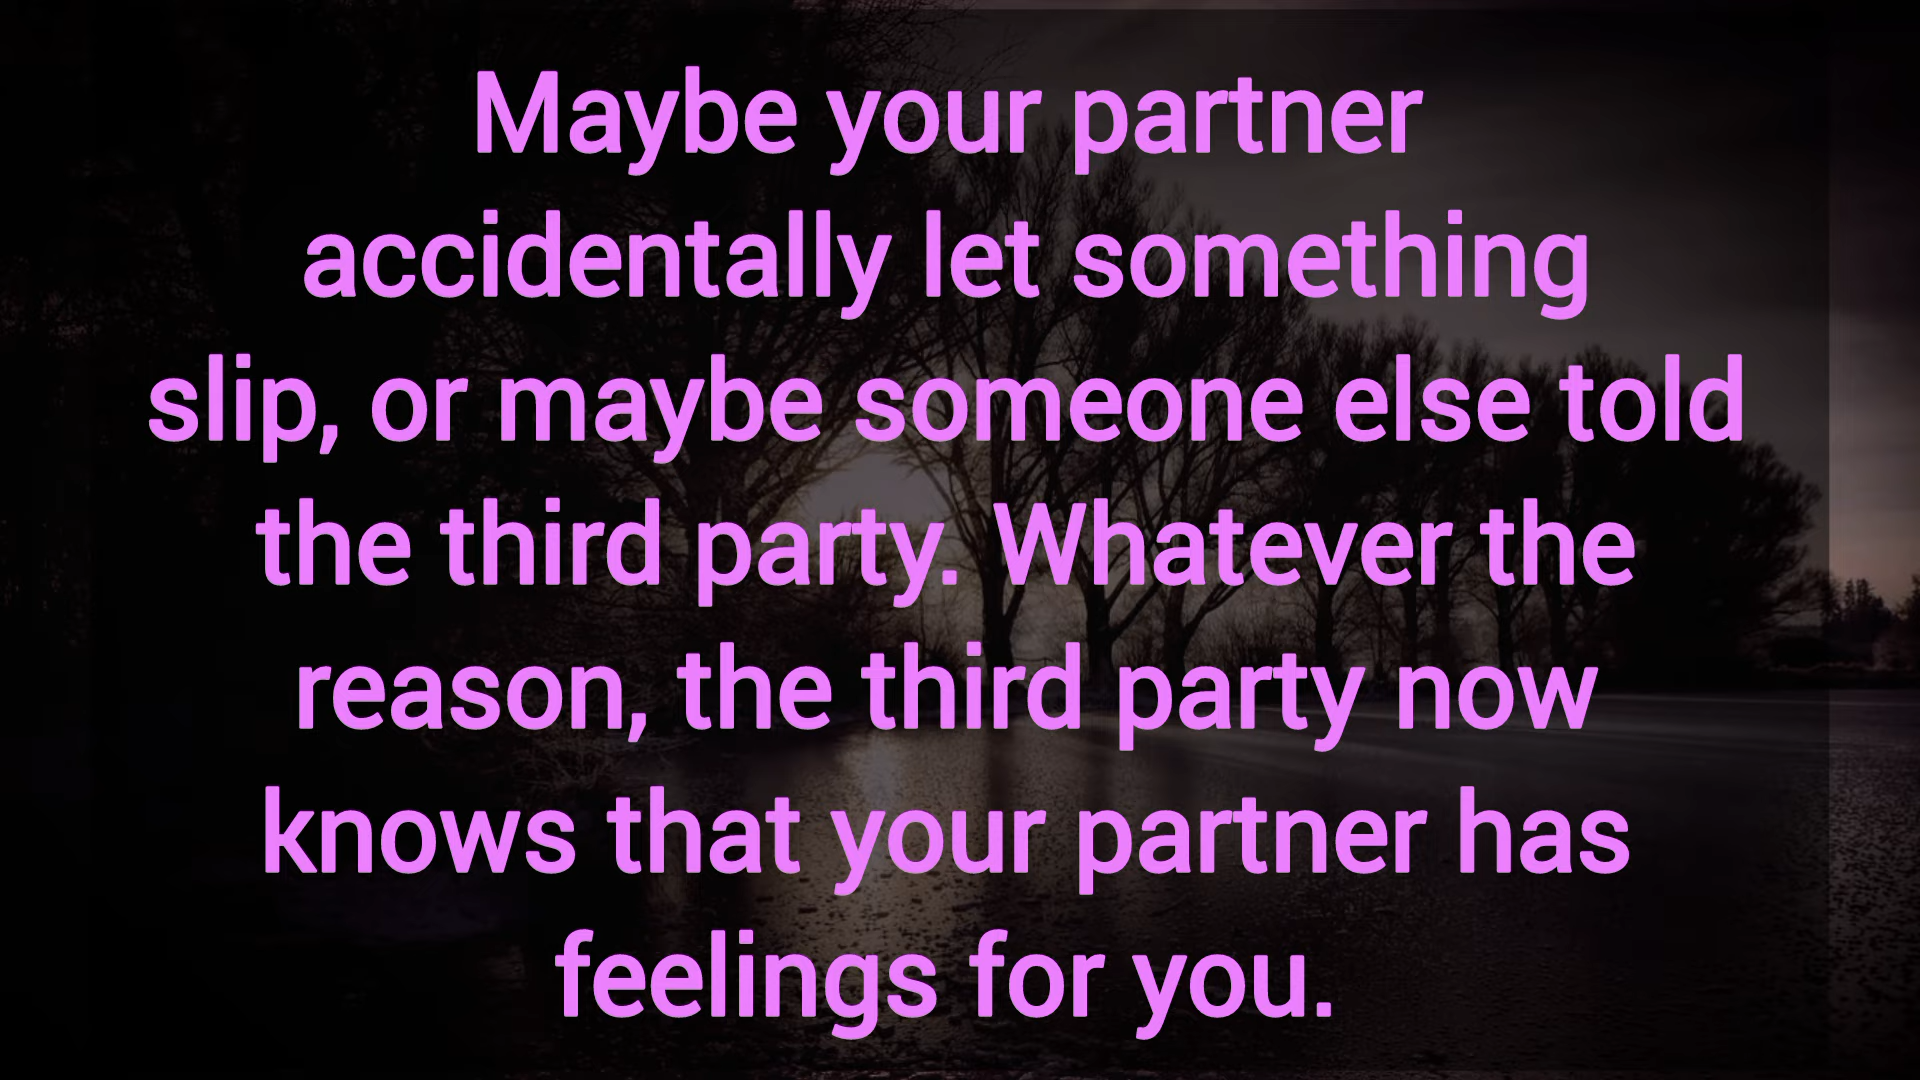 Maybe your partner
accidentally let something
slip, or maybe someone else told
the third party. Whatever the
reason, the third party now
knows that your partner has
feelings for you.